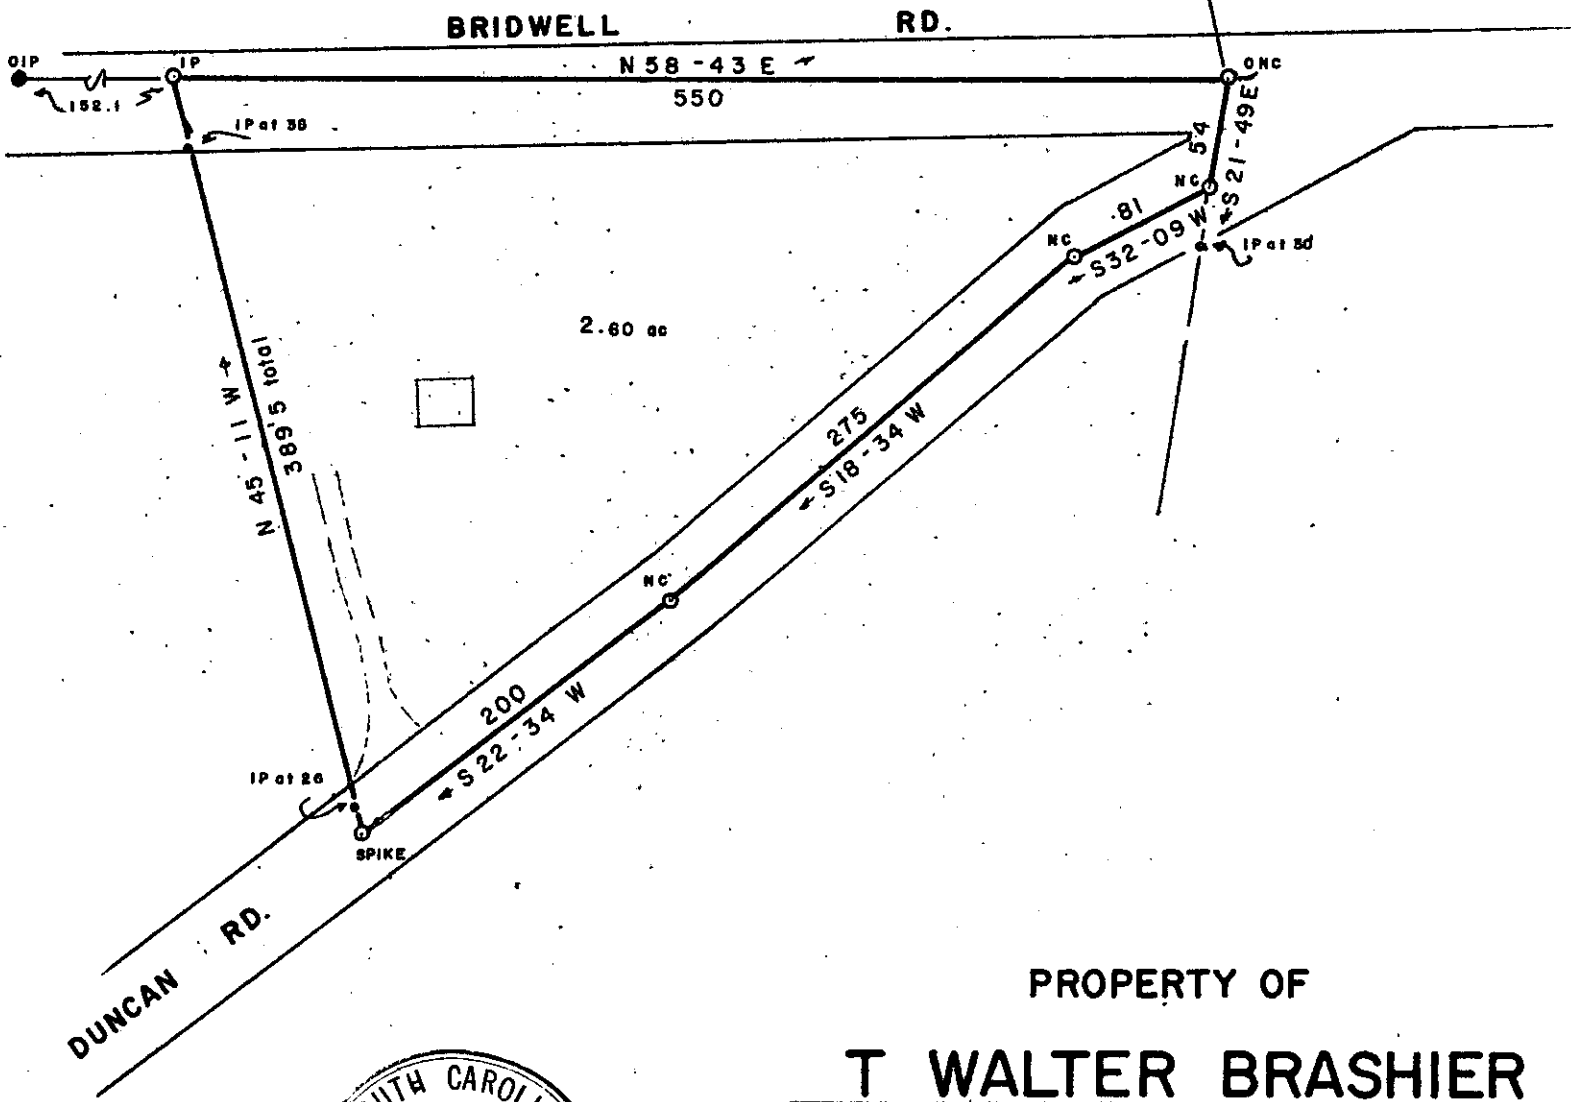 BRIDWELL RD.
OIP
IP
N 58-43 E
ONC
152.1
550
IP at 36
54
S 21-49 E
NC
.81
S 32-09 W
NC
IP at 30
2.60 ac
N 45-11 W
389.5 total
275
S 18-34 W
NC
200
S 22-34 W
IP at 26
SPIKE
DUNCAN RD.
PROPERTY OF
T WALTER BRASHIER